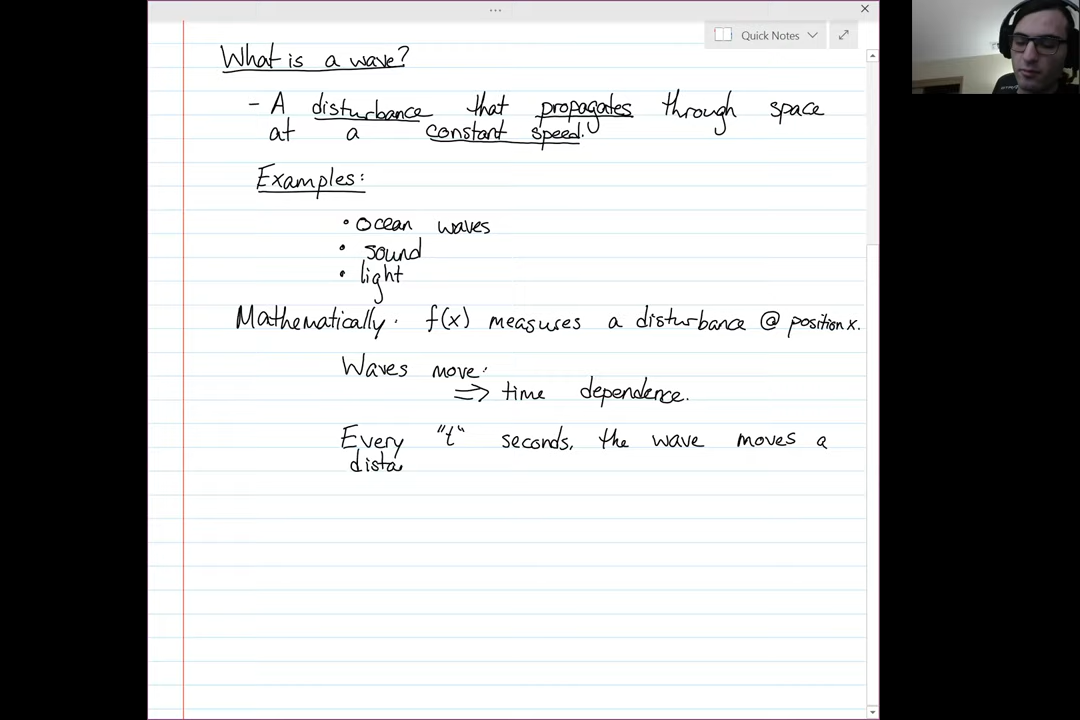 Quick Notes
What is a wave?
- A disturbance that propagates through space
at a constant speed.
Examples:
• ocean waves
• sound
• light
Mathematically. f(x) measures a disturbance @ position x.
Waves move:
⇒ time dependence.
Every "t" seconds, the wave moves a
dista